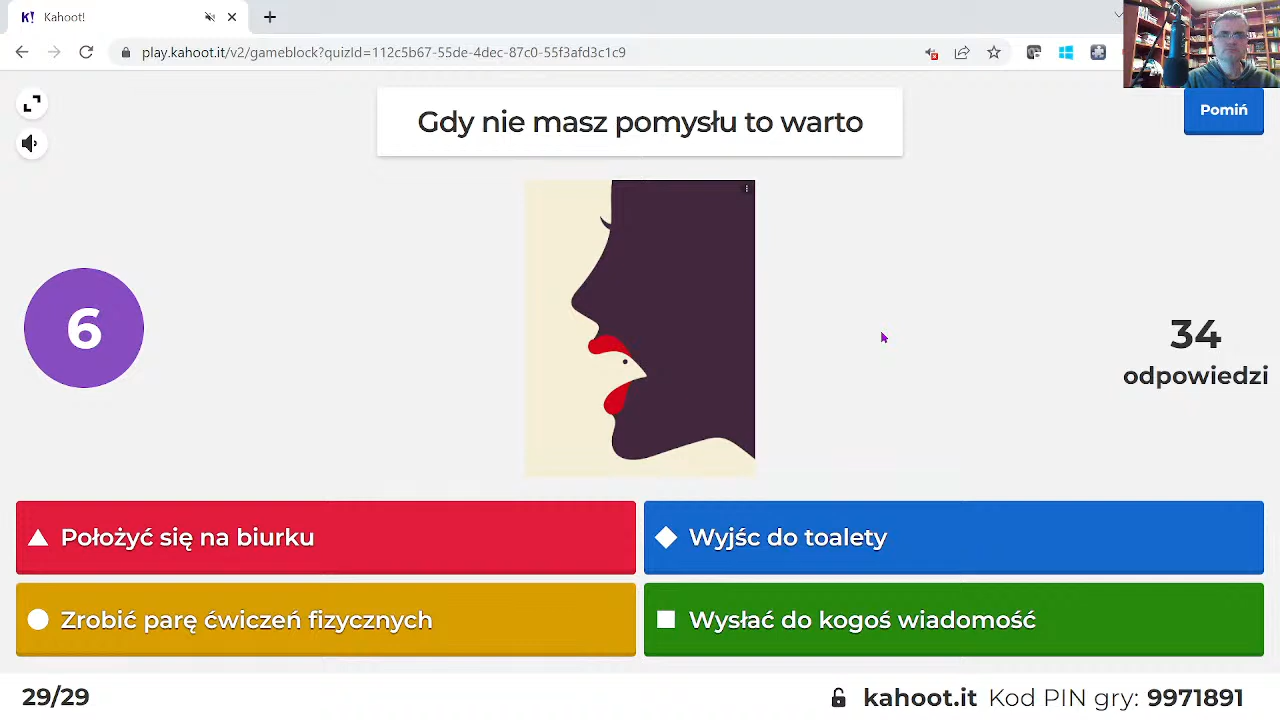 Kahoot!
play.kahoot.it/v2/gameblock?quizId=112c5b67-55de-4dec-87c0-55f3afd3c1c9
Gdy nie masz pomysłu to warto
Pomiń
6
34
odpowiedzi
Położyć się na biurku
Wyjśc do toalety
Zrobić parę ćwiczeń fizycznych
Wysłać do kogoś wiadomość
29/29
kahoot.it Kod PIN gry: 9971891